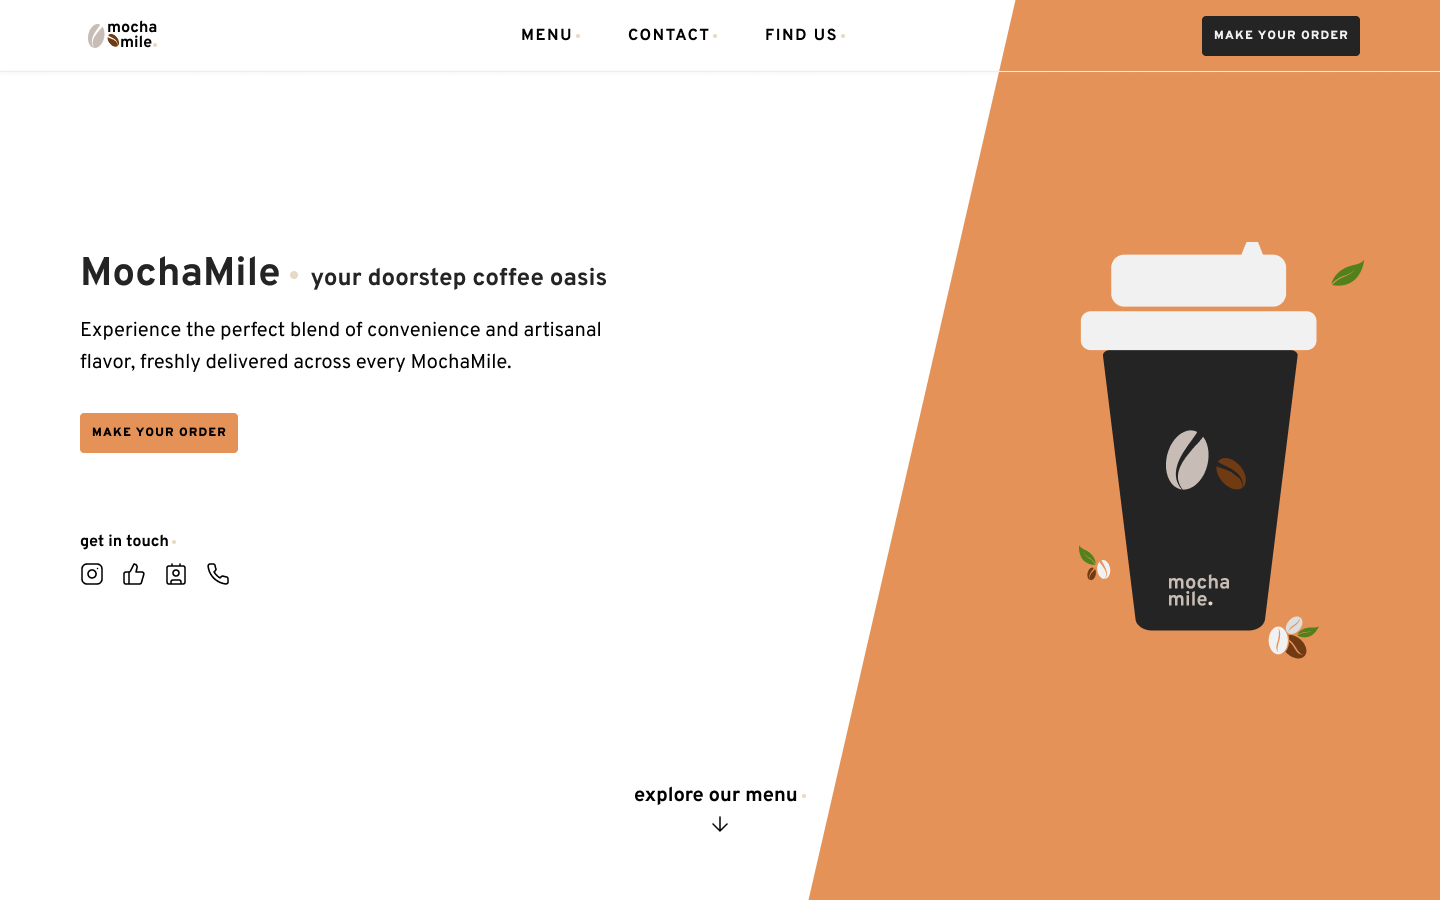 mocha
mile.
MENU
CONTACT
FIND US
MAKE YOUR ORDER
MochaMile • your doorstep coffee oasis
Experience the perfect blend of convenience and artisanal
flavor, freshly delivered across every MochaMile.
MAKE YOUR ORDER
get in touch
mocha
mile.
explore our menu